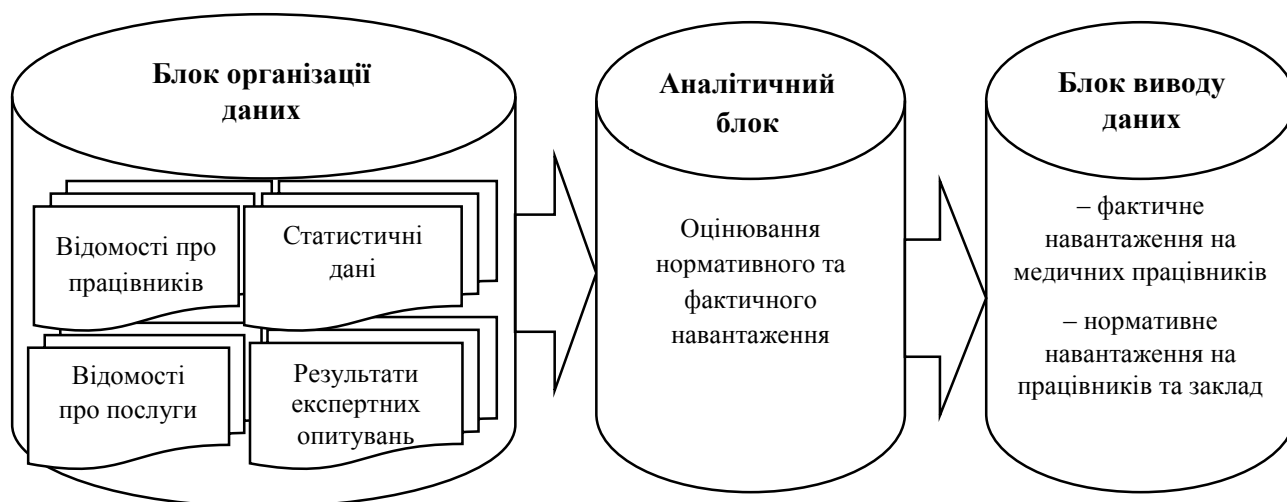 Блок організації
даних
Відомості про
працівників
Статистичні
дані
Відомості
про послуги
Результати
експертних
опитувань
Аналітичний
блок
Оцінювання
нормативного та
фактичного
навантаження
Блок виводу
даних
– фактичне
навантаження на
медичних працівників
– нормативне
навантаження на
працівників та заклад